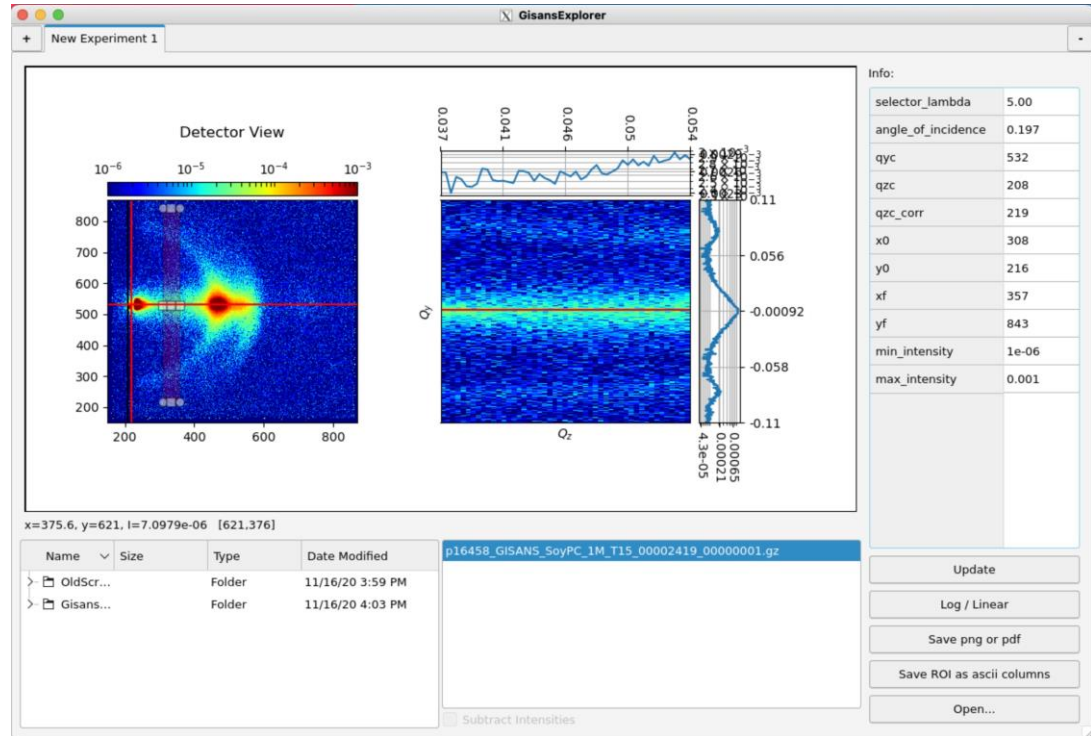 GisansExplorer
+ New Experiment 1 -
Detector View
10⁻⁶ 10⁻⁵ 10⁻⁴ 10⁻³
800
700
600
500
400
300
200
200 400 600 800
0.037 0.041 0.046 0.05 0.054
Qy
Qz
0.11
0.056
-0.00092
-0.058
-0.11
4.3e-05 0.00021 0.00065
Info:
selector_lambda 5.00
angle_of_incidence 0.197
qyc 532
qzc 208
qzc_corr 219
x0 308
y0 216
xf 357
yf 843
min_intensity 1e-06
max_intensity 0.001
x=375.6, y=621, I=7.0979e-06 [621,376]
Name Size Type Date Modified
OldScr... Folder 11/16/20 3:59 PM
Gisans... Folder 11/16/20 4:03 PM
p16458_GISANS_SoyPC_1M_T15_00002419_00000001.gz
Subtract Intensities
Update
Log / Linear
Save png or pdf
Save ROI as ascii columns
Open...